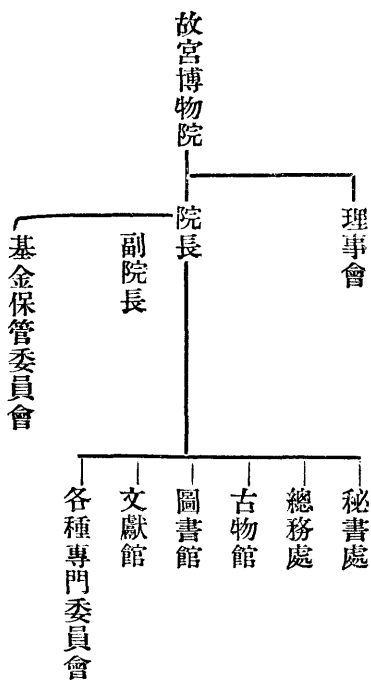 故宮博物院
理事會
院長
副院長
基金保管委員會
秘書處
總務處
古物館
圖書館
文獻館
各種專門委員會